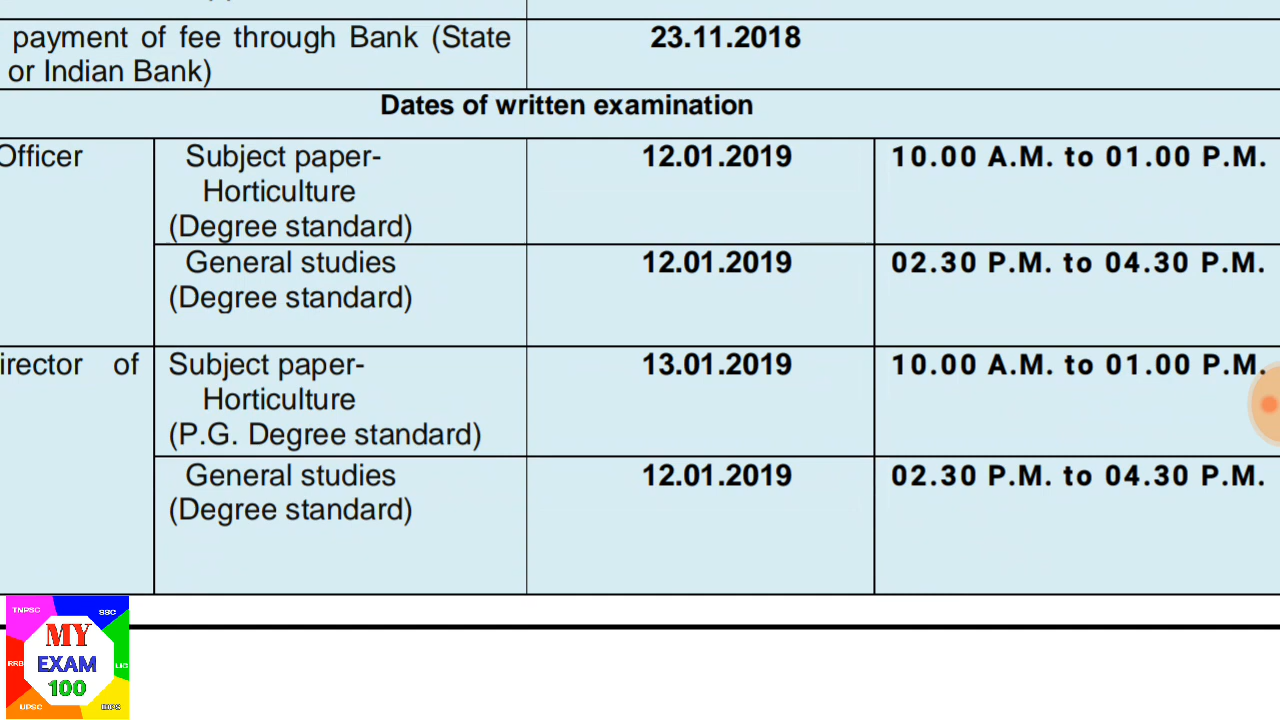 payment of fee through Bank (State
or Indian Bank)
23.11.2018
Dates of written examination
Officer
Subject paper-
Horticulture
(Degree standard)
12.01.2019
10.00 A.M. to 01.00 P.M.
General studies
(Degree standard)
12.01.2019
02.30 P.M. to 04.30 P.M.
irector of
Subject paper-
Horticulture
(P.G. Degree standard)
13.01.2019
10.00 A.M. to 01.00 P.M.
General studies
(Degree standard)
12.01.2019
02.30 P.M. to 04.30 P.M.
TNPSC
SSC
MY
RRB
EXAM
LIC
100
UPSC
IBPS